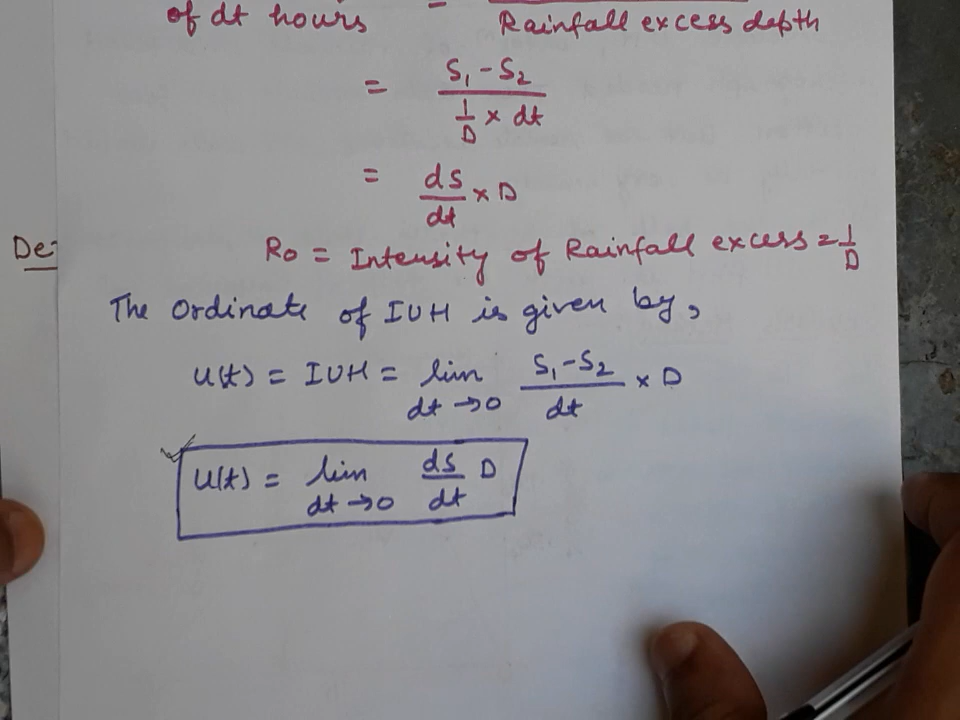 of dt hours = Rainfall excess depth
= S₁-S₂ / (1/D × dt)
= dS/dt × D
De:
R₀ = Intensity of Rainfall excess = 1/D
The Ordinate of IUH is given by,
U(t) = IUH = lim dt→0 S₁-S₂/dt × D
U(t) = lim dt→0 dS/dt D